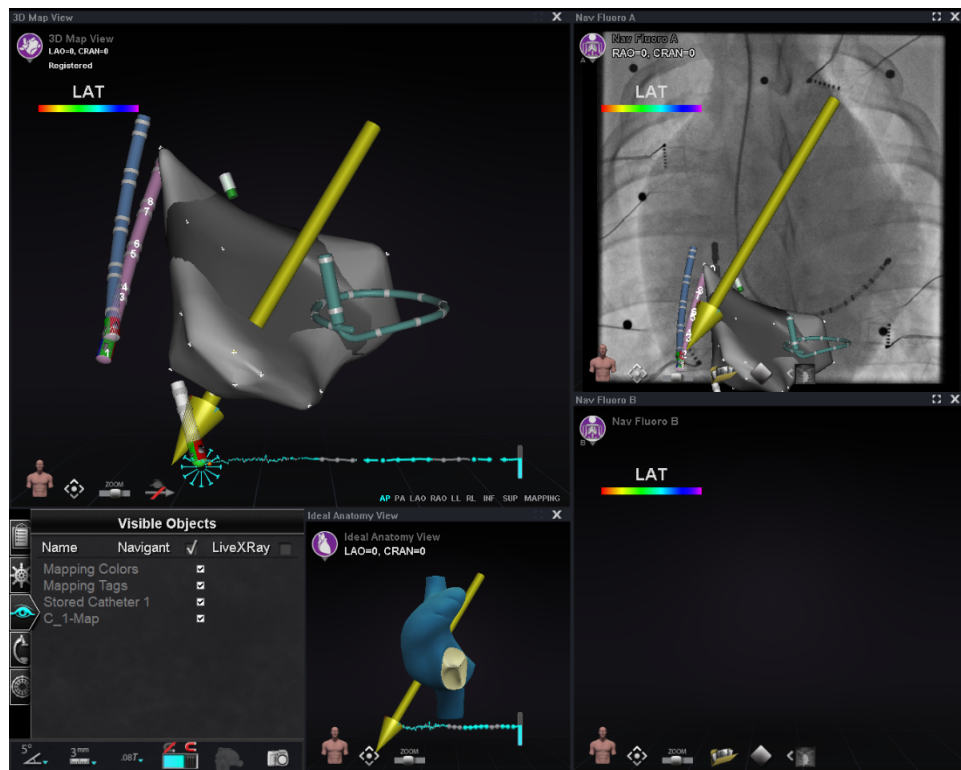 3D Map View
3D Map View
LAO=0, CRAN=0
Registered
LAT
8
7
6
5
4
3
1
ZOOM
AP PA LAO RAO LL RL INF SUP MAPPING
Nav Fluoro A
Nav Fluoro A
RAO=0, CRAN=0
A
LAT
Nav Fluoro B
Nav Fluoro B
B
LAT
ZOOM
Visible Objects
Name Navigant LiveXRay
Mapping Colors
Mapping Tags
Stored Catheter 1
C_1-Map
5°
3mm
.08T
Ideal Anatomy View
Ideal Anatomy View
LAO=0, CRAN=0
ZOOM